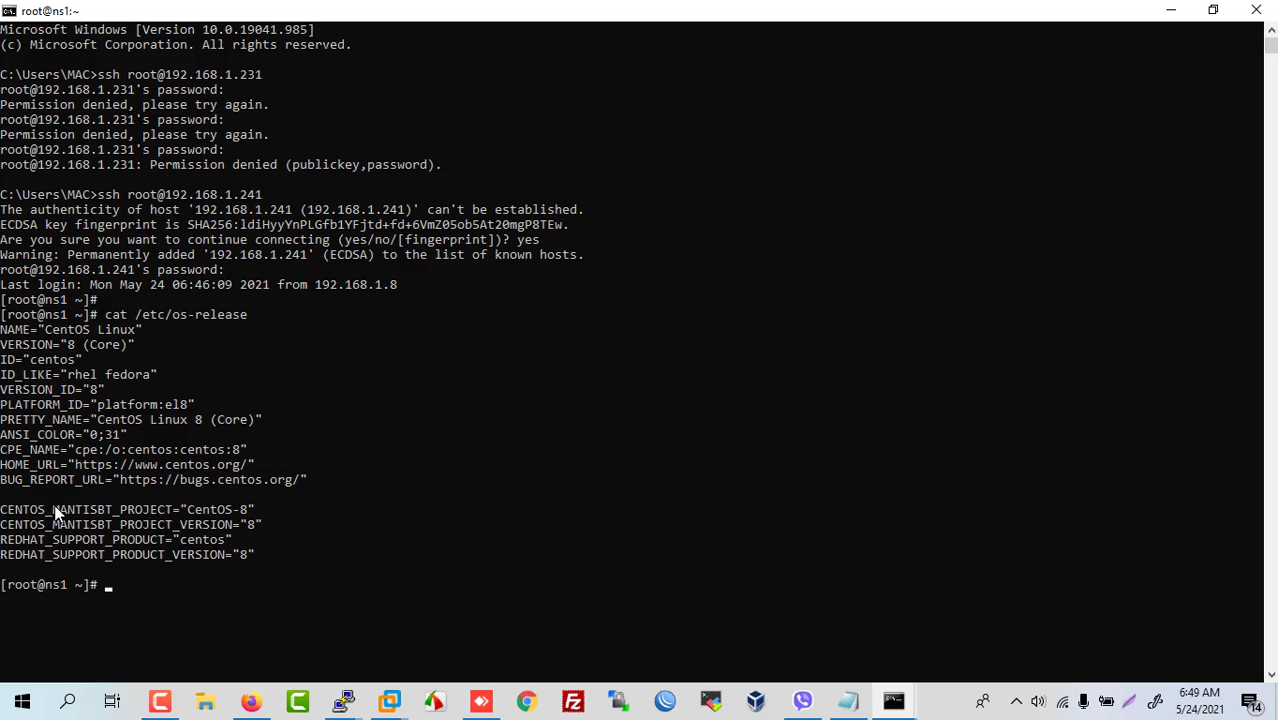 root@ns1:~
Microsoft Windows [Version 10.0.19041.985]
(c) Microsoft Corporation. All rights reserved.
C:\Users\MAC>ssh root@192.168.1.231
root@192.168.1.231's password:
Permission denied, please try again.
root@192.168.1.231's password:
Permission denied, please try again.
root@192.168.1.231's password:
root@192.168.1.231: Permission denied (publickey,password).
C:\Users\MAC>ssh root@192.168.1.241
The authenticity of host '192.168.1.241 (192.168.1.241)' can't be established.
ECDSA key fingerprint is SHA256:ldiHyyYnPLGfb1YFjtd+fd+6VmZ05ob5At20mgP8TEw.
Are you sure you want to continue connecting (yes/no/[fingerprint])? yes
Warning: Permanently added '192.168.1.241' (ECDSA) to the list of known hosts.
root@192.168.1.241's password:
Last login: Mon May 24 06:46:09 2021 from 192.168.1.8
[root@ns1 ~]#
[root@ns1 ~]# cat /etc/os-release
NAME="CentOS Linux"
VERSION="8 (Core)"
ID="centos"
ID_LIKE="rhel fedora"
VERSION_ID="8"
PLATFORM_ID="platform:el8"
PRETTY_NAME="CentOS Linux 8 (Core)"
ANSI_COLOR="0;31"
CPE_NAME="cpe:/o:centos:centos:8"
HOME_URL="https://www.centos.org/"
BUG_REPORT_URL="https://bugs.centos.org/"
CENTOS_MANTISBT_PROJECT="CentOS-8"
CENTOS_MANTISBT_PROJECT_VERSION="8"
REDHAT_SUPPORT_PRODUCT="centos"
REDHAT_SUPPORT_PRODUCT_VERSION="8"
[root@ns1 ~]#
6:49 AM
5/24/2021
14